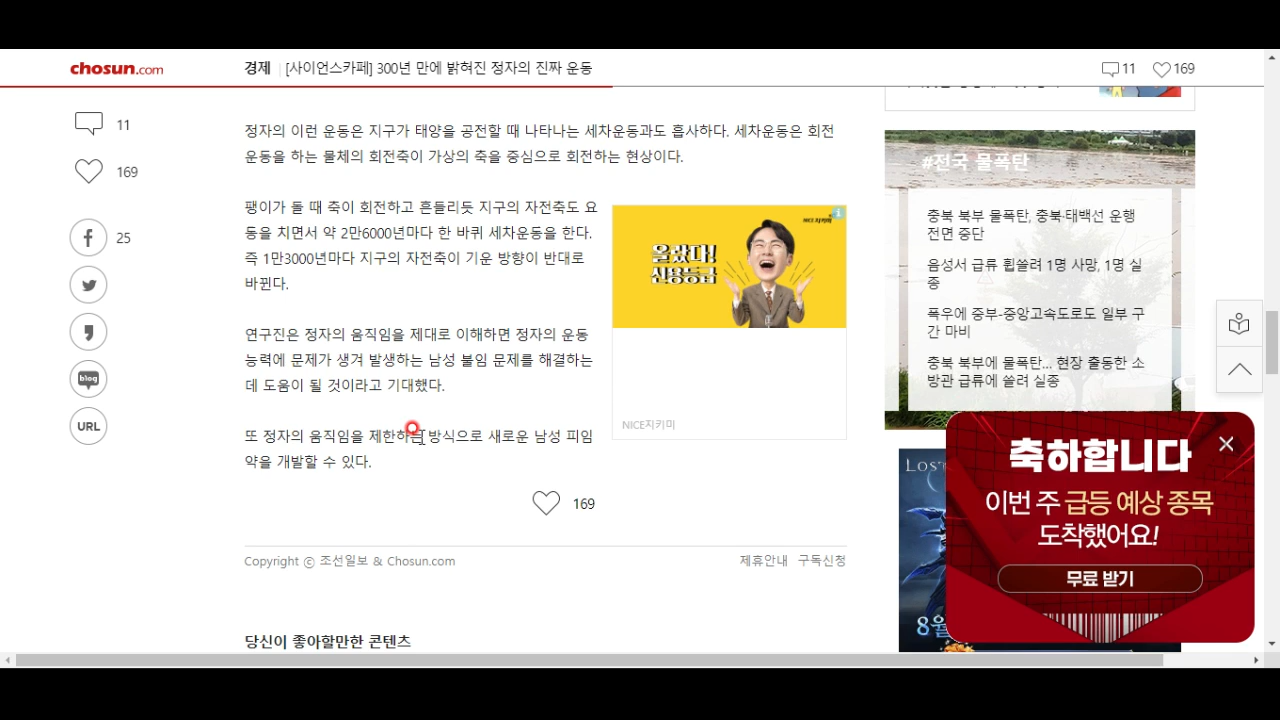 chosun.com
경제 [사이언스카페] 300년 만에 밝혀진 정자의 진짜 운동
11 169
11
169
25
blog
URL
정자의 이런 운동은 지구가 태양을 공전할 때 나타나는 세차운동과도 흡사하다. 세차운동은 회전
운동을 하는 물체의 회전축이 가상의 축을 중심으로 회전하는 현상이다.
팽이가 돌 때 축이 회전하고 흔들리듯 지구의 자전축도 요
동을 치면서 약 2만6000년마다 한 바퀴 세차운동을 한다.
즉 1만3000년마다 지구의 자전축이 기운 방향이 반대로
바뀐다.
연구진은 정자의 움직임을 제대로 이해하면 정자의 운동
능력에 문제가 생겨 발생하는 남성 불임 문제를 해결하는
데 도움이 될 것이라고 기대했다.
또 정자의 움직임을 제한하는 방식으로 새로운 남성 피임
약을 개발할 수 있다.
169
Copyright ⓒ 조선일보 & Chosun.com
제휴안내 구독신청
당신이 좋아할만한 콘텐츠
NICE 지키미
올랐다!
신용등급
NICE지키미
#전국 물폭탄
충북 북부 물폭탄, 충북·태백선 운행
전면 중단
음성서 급류 휩쓸려 1명 사망, 1명 실
종
폭우에 중부·중앙고속도로도 일부 구
간 마비
충북 북부에 물폭탄... 현장 출동한 소
방관 급류에 쓸려 실종
8월
축하합니다
이번 주 급등 예상 종목
도착했어요!
무료 받기